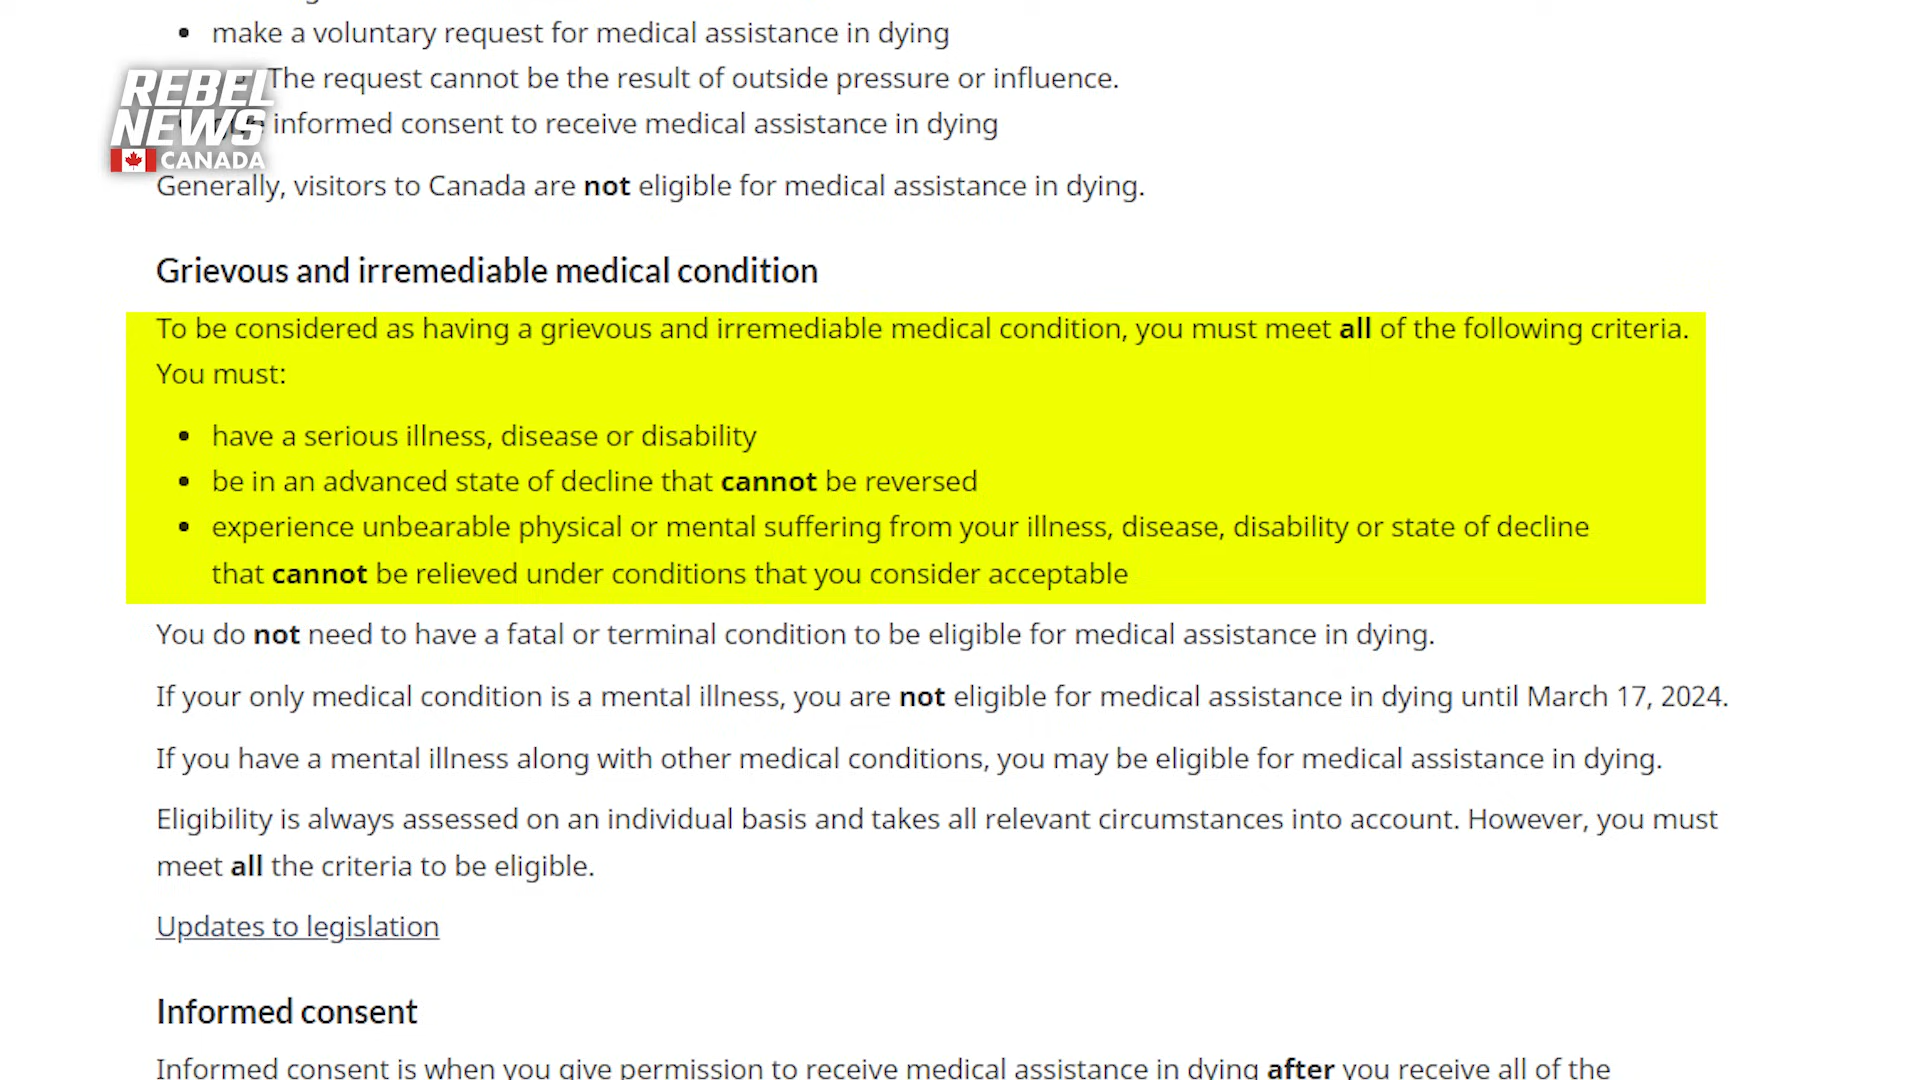 make a voluntary request for medical assistance in dying
The request cannot be the result of outside pressure or influence.
informed consent to receive medical assistance in dying
REBEL
NEWS
CANADA
Generally, visitors to Canada are not eligible for medical assistance in dying.
Grievous and irremediable medical condition
To be considered as having a grievous and irremediable medical condition, you must meet all of the following criteria.
You must:
have a serious illness, disease or disability
be in an advanced state of decline that cannot be reversed
experience unbearable physical or mental suffering from your illness, disease, disability or state of decline
that cannot be relieved under conditions that you consider acceptable
You do not need to have a fatal or terminal condition to be eligible for medical assistance in dying.
If your only medical condition is a mental illness, you are not eligible for medical assistance in dying until March 17, 2024.
If you have a mental illness along with other medical conditions, you may be eligible for medical assistance in dying.
Eligibility is always assessed on an individual basis and takes all relevant circumstances into account. However, you must
meet all the criteria to be eligible.
Updates to legislation
Informed consent
Informed consent is when you give permission to receive medical assistance in dying after you receive all of the